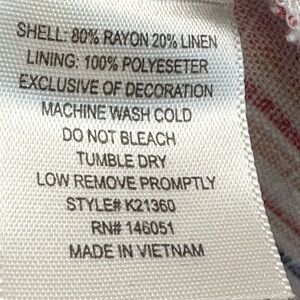 SHELL: 80% RAYON 20% LINEN
LINING: 100% POLYESETER
EXCLUSIVE OF DECORATION
MACHINE WASH COLD
DO NOT BLEACH
TUMBLE DRY
LOW REMOVE PROMPTLY
STYLE# K21360
RN# 146051
MADE IN VIETNAM